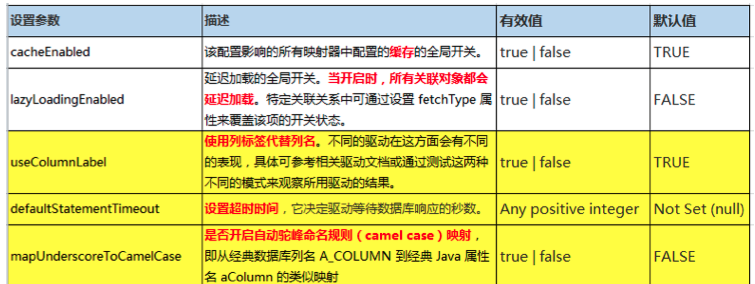 设置参数 描述 有效值 默认值
cacheEnabled 该配置影响的所有映射器中配置的缓存的全局开关。 true | false TRUE
延迟加载的全局开关。当开启时，所有关联对象都会
lazyLoadingEnabled 延迟加载。特定关联关系中可通过设置 fetchType 属 true | false FALSE
性来覆盖该项的开关状态。
使用列标签代替列名。不同的驱动在这方面会有不同
useColumnLabel 的表现，具体可参考相关驱动文档或通过测试这两种 true | false TRUE
不同的模式来观察所用驱动的结果。
defaultStatementTimeout 设置超时时间，它决定驱动等待数据库响应的秒数。 Any positive integer Not Set (null)
是否开启自动驼峰命名规则（camel case）映射，
mapUnderscoreToCamelCase 即从经典数据库列名 A_COLUMN 到经典 Java 属性 true | false FALSE
名 aColumn 的类似映射